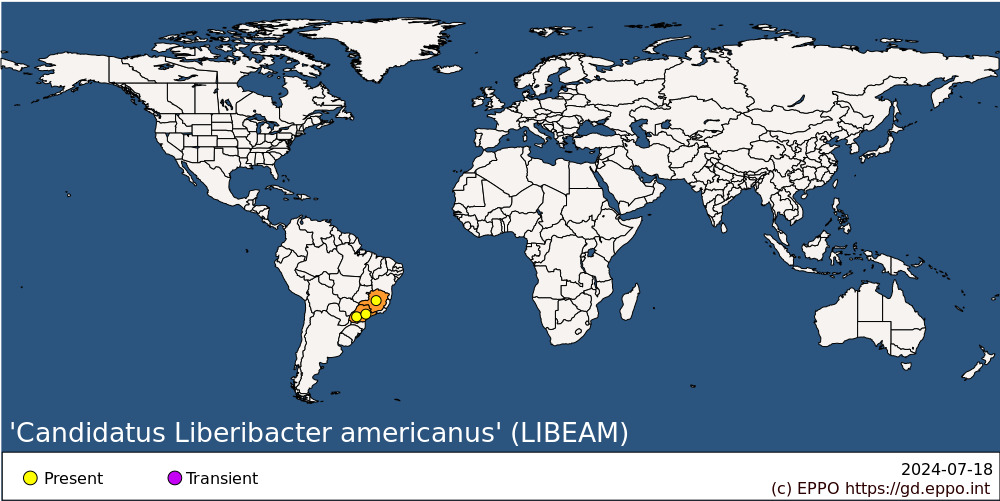 'Candidatus Liberibacter americanus' (LIBEAM)
Present
Transient
2024-07-18
(c) EPPO https://gd.eppo.int